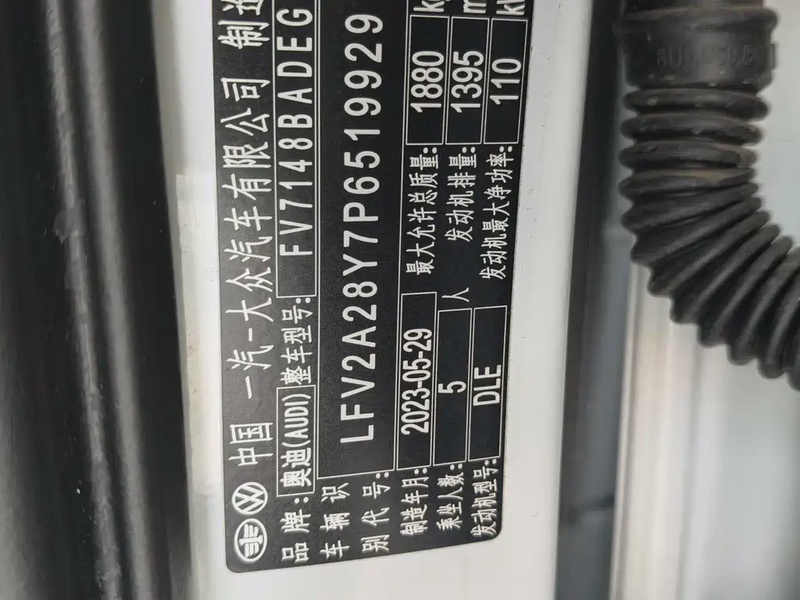 中国 一汽-大众汽车有限公司 制造
品牌: 奥迪(AUDI) 整车型号: FV7148BADEG
车辆识别代号: LFV2A28Y7P6519929
制造年月: 2023-05-29 最大允许总质量: 1880 kg
乘坐人数: 5 人 发动机排量: 1395 m
发动机型号: DLE 发动机最大净功率: 110 k